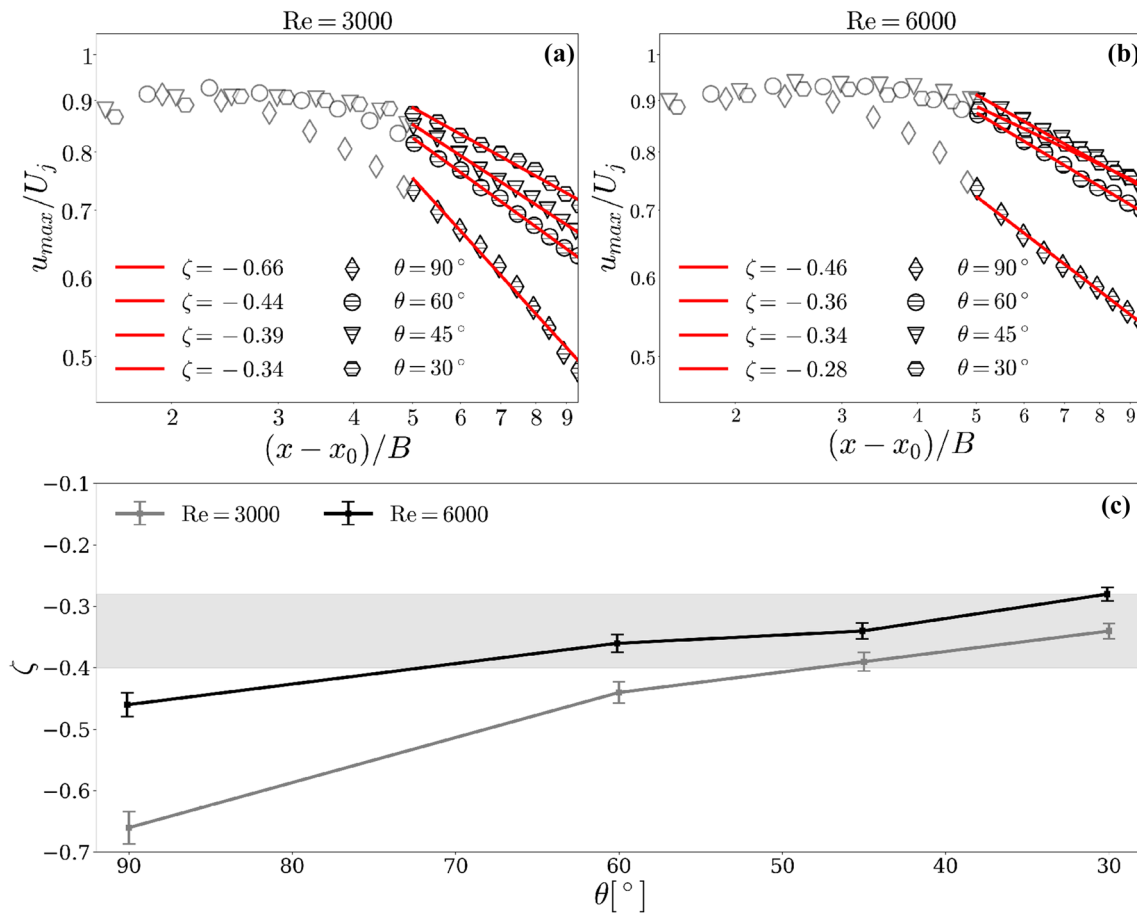 Re = 3000
(a)
1
0.9
0.8
0.7
0.6
0.5
u_max/U_j
ζ = −0.66
ζ = −0.44
ζ = −0.39
ζ = −0.34
θ = 90°
θ = 60°
θ = 45°
θ = 30°
2 3 4 5 6 7 8 9
(x − x_0)/B
Re = 6000
(b)
1
0.9
0.8
0.7
0.6
0.5
u_max/U_j
ζ = −0.46
ζ = −0.36
ζ = −0.34
ζ = −0.28
θ = 90°
θ = 60°
θ = 45°
θ = 30°
2 3 4 5 6 7 8 9
(x − x_0)/B
(c)
Re = 3000 Re = 6000
−0.1
−0.2
−0.3
−0.4
−0.5
−0.6
−0.7
ζ
90 80 70 60 50 40 30
θ[°]